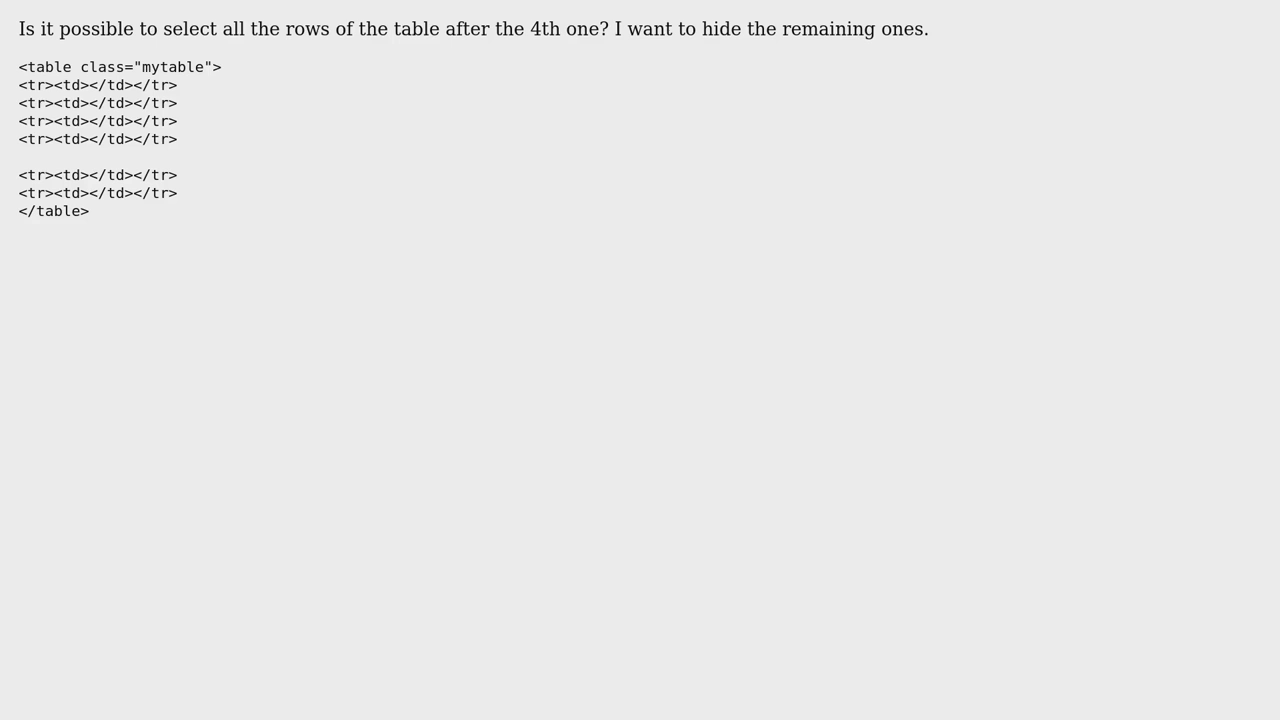 Is it possible to select all the rows of the table after the 4th one? I want to hide the remaining ones.
<table class="mytable">
<tr><td></td></tr>
<tr><td></td></tr>
<tr><td></td></tr>
<tr><td></td></tr>
<tr><td></td></tr>
<tr><td></td></tr>
</table>